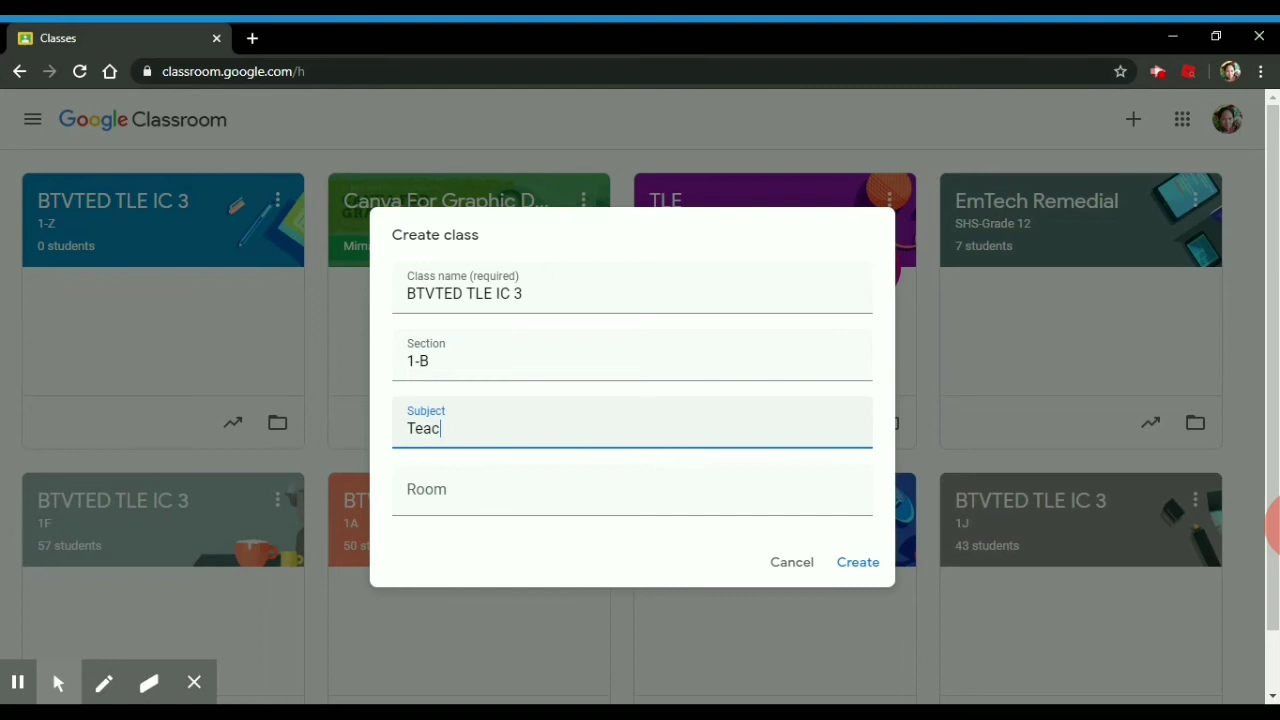 Classes
classroom.google.com/h
Google Classroom
BTVTED TLE IC 3
1-Z
0 students
Canva For Graphic D...
TLE
EmTech Remedial
SHS-Grade 12
7 students
Create class
Class name (required)
BTVTED TLE IC 3
Section
1-B
Subject
Teac
Room
Cancel
Create
BTVTED TLE IC 3
1F
57 students
1A
BTVTED TLE IC 3
1J
43 students